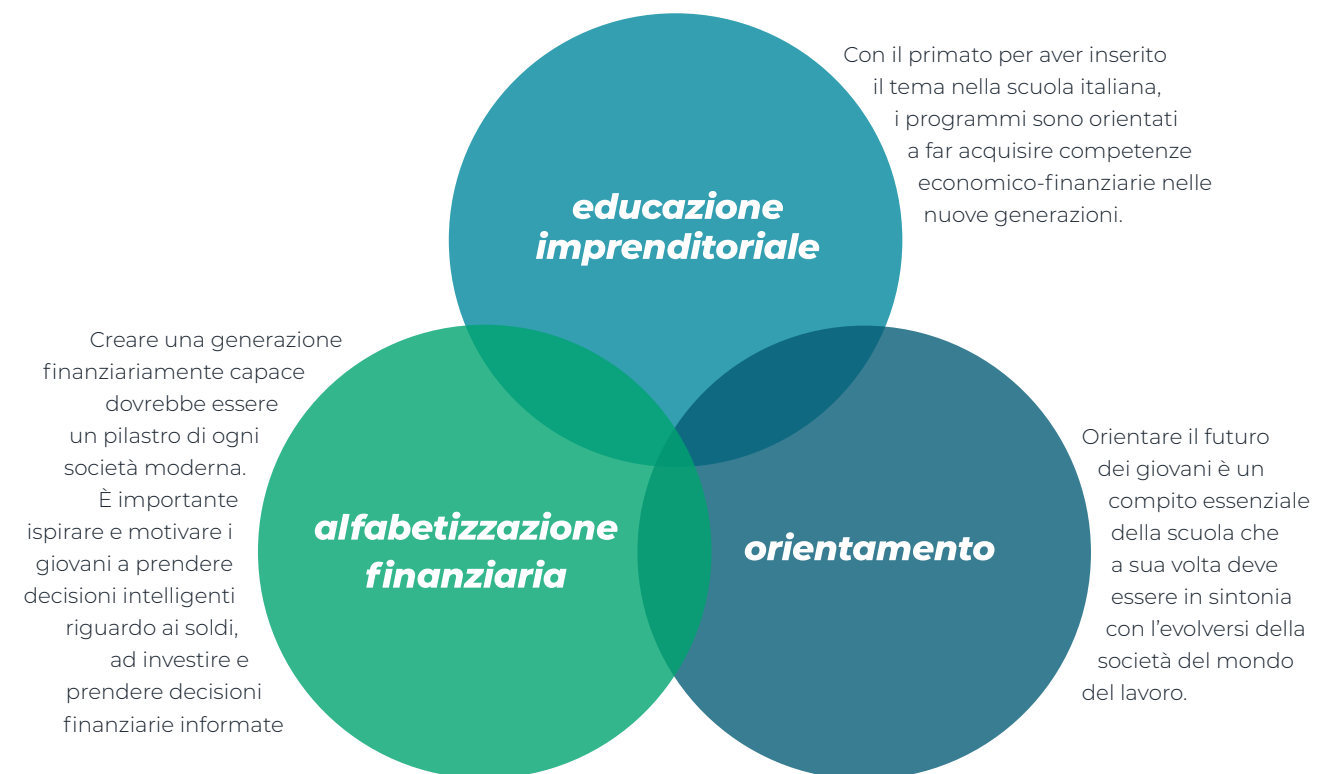 Con il primato per aver inserito
il tema nella scuola italiana,
i programmi sono orientati
a far acquisire competenze
economico-finanziarie nelle
nuove generazioni.
educazione
imprenditoriale
Creare una generazione
finanziariamente capace
dovrebbe essere
un pilastro di ogni
società moderna.
È importante
ispirare e motivare i
giovani a prendere
decisioni intelligenti
riguardo ai soldi,
ad investire e
prendere decisioni
finanziarie informate
alfabetizzazione
finanziaria
orientamento
Orientare il futuro
dei giovani è un
compito essenziale
della scuola che
a sua volta deve
essere in sintonia
con l’evolversi della
società del mondo
del lavoro.